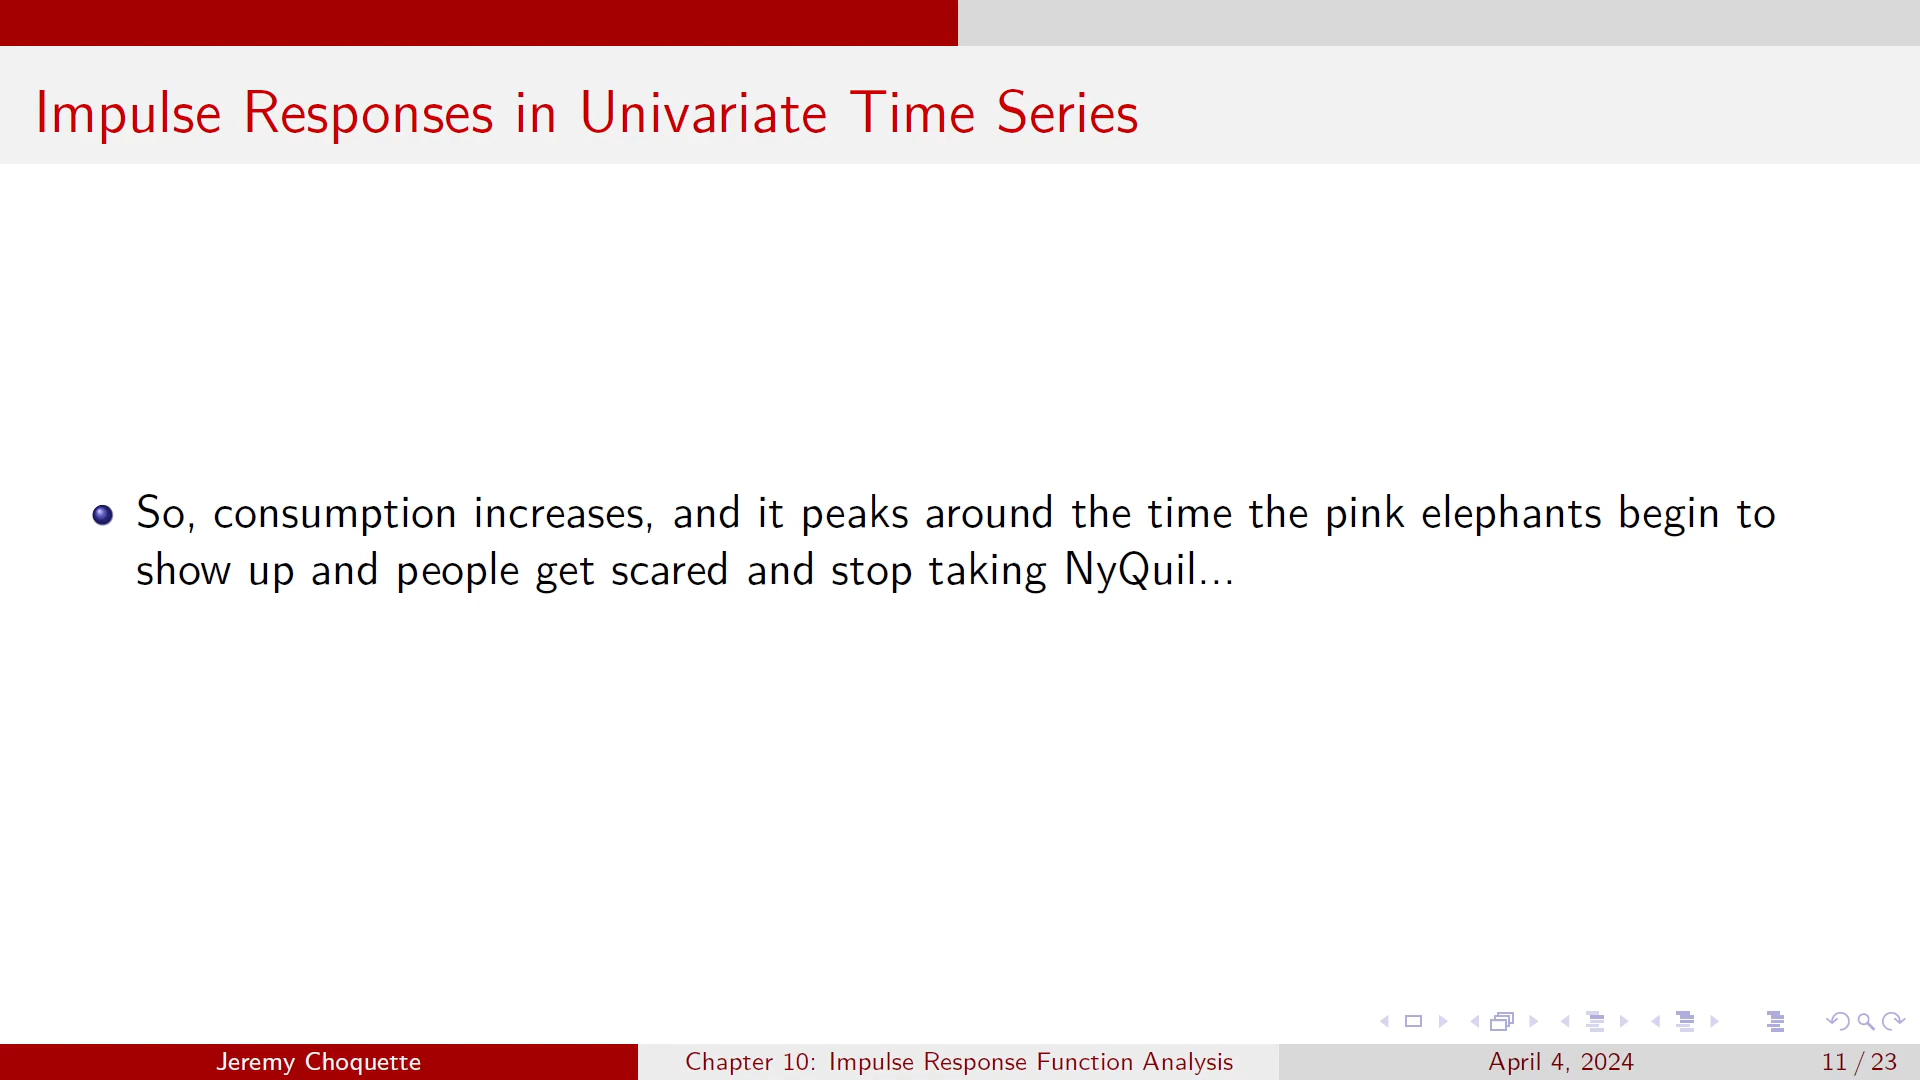 Impulse Responses in Univariate Time Series
So, consumption increases, and it peaks around the time the pink elephants begin to
show up and people get scared and stop taking NyQuil...
Jeremy Choquette
Chapter 10: Impulse Response Function Analysis
April 4, 2024
11 / 23